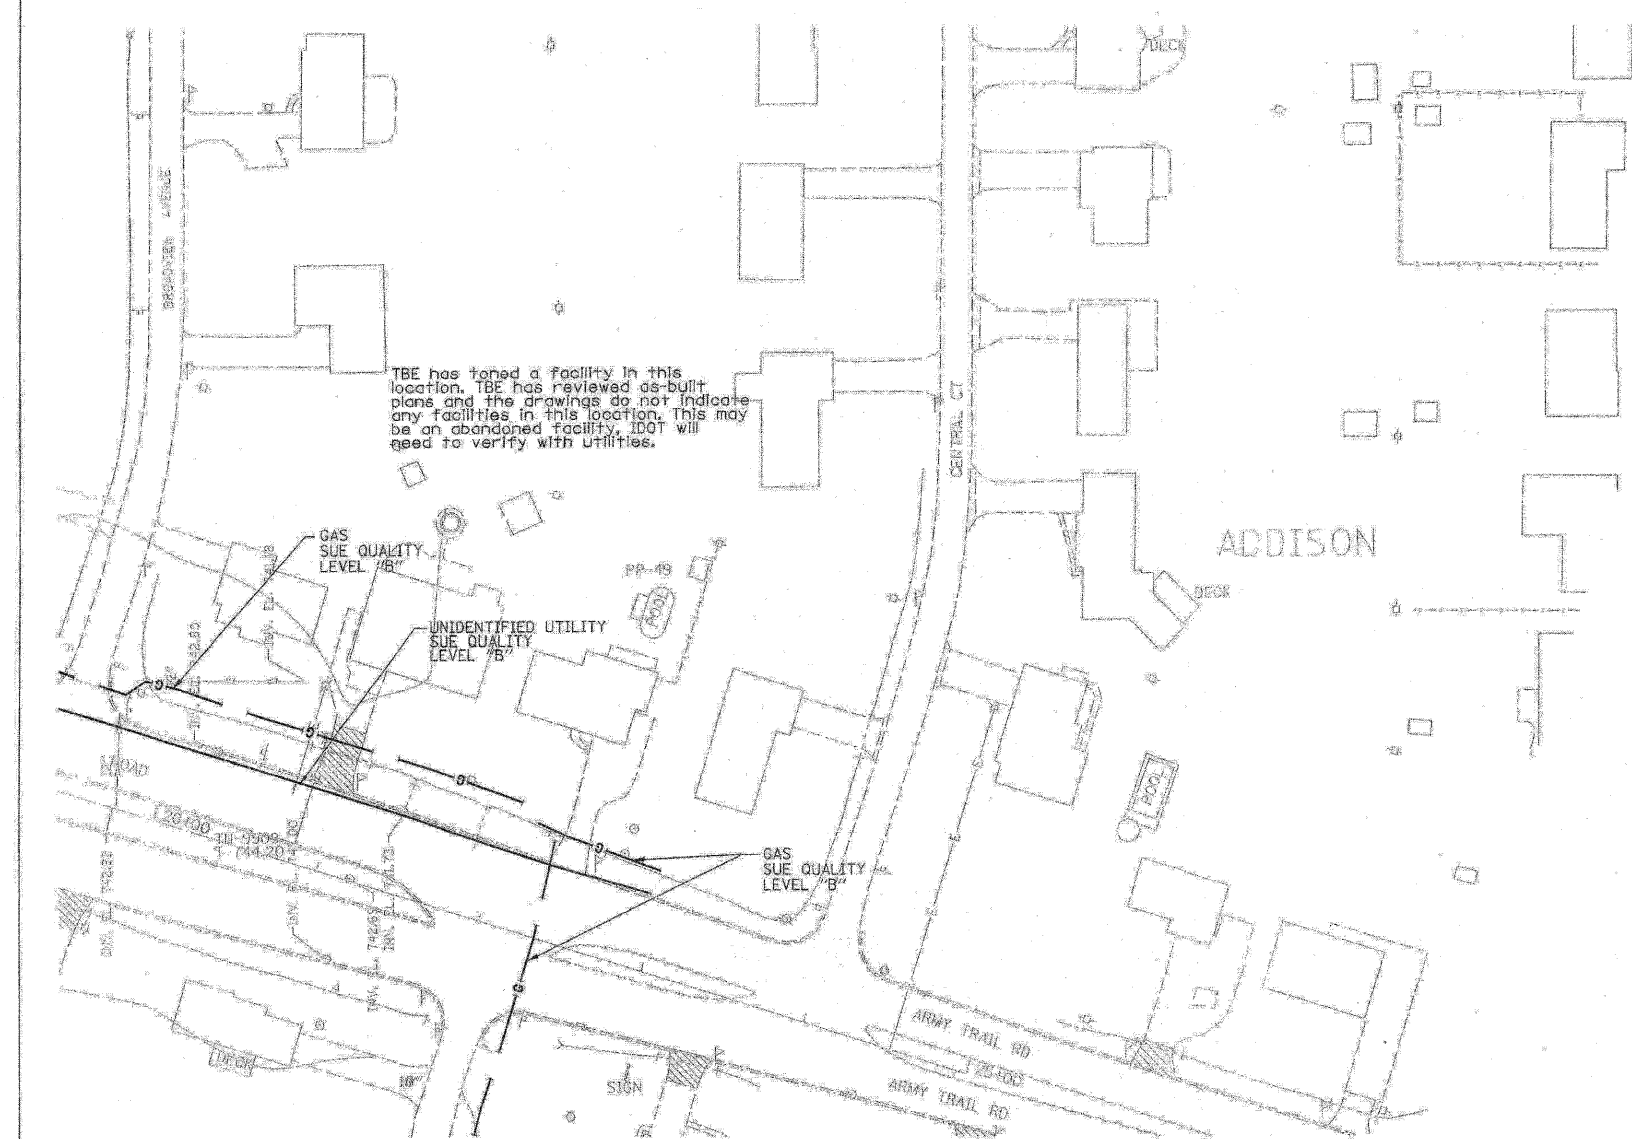 DECK
BROADVIEW AVENUE
TBE has toned a facility in this
location. TBE has reviewed as-built
plans and the drawings do not indicate
any facilities in this location. This may
be an abandoned facility. IDOT will
need to verify with utilities.
CENTRAL CT
GAS
SUE QUALITY
LEVEL "B"
ADDISON
PP-49
POOL
DECK
UNIDENTIFIED UTILITY
SUE QUALITY
LEVEL "B"
G
G
G
G
POOL
GAS
SUE QUALITY
LEVEL "B"
G
ARMY TRAIL RD
ARMY TRAIL RD
DECK
SIGN